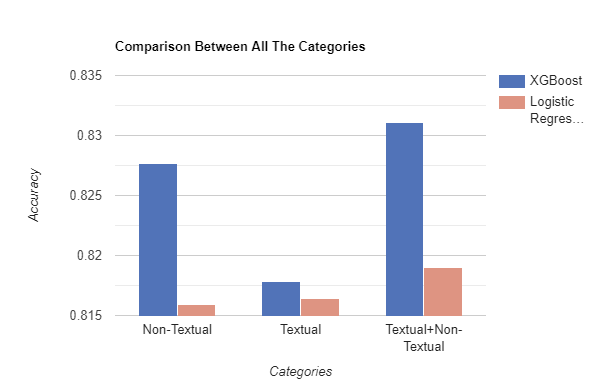 Comparison Between All The Categories
0.835
0.83
0.825
0.82
0.815
Accuracy
Non-Textual
Textual
Textual+Non-
Textual
Categories
XGBoost
Logistic
Regres…